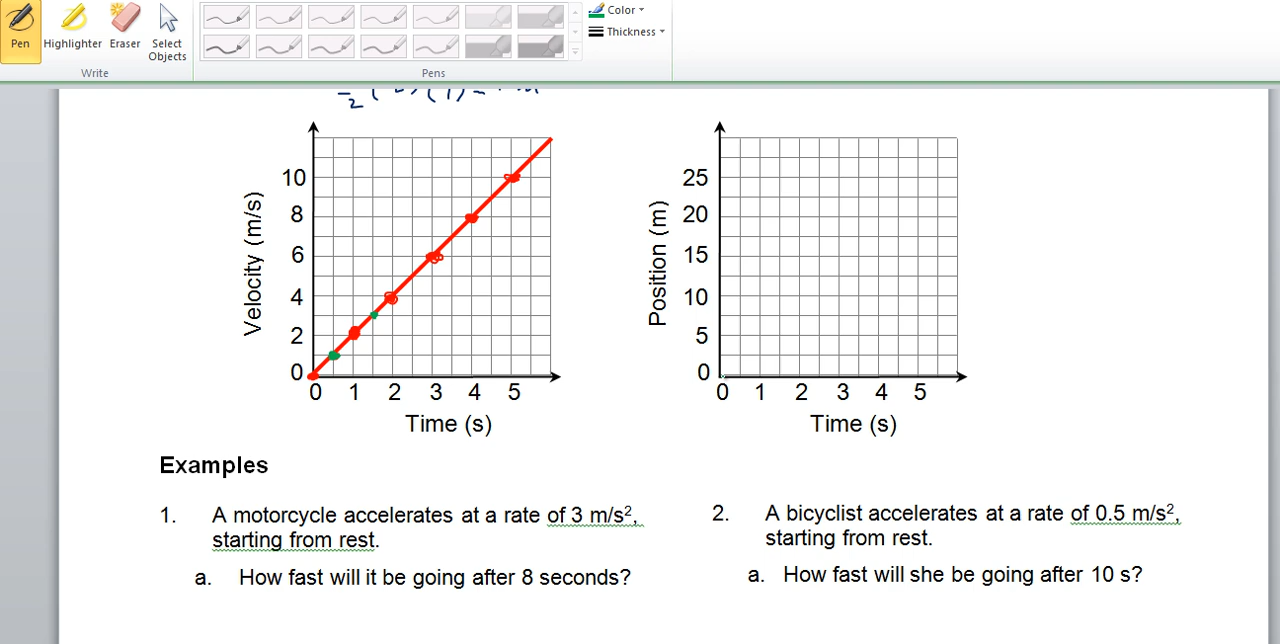 Pen Highlighter Eraser Select Objects
Color
Thickness
Write
Pens
Velocity (m/s)
10
8
6
4
2
0
0 1 2 3 4 5
Time (s)
Position (m)
25
20
15
10
5
0
0 1 2 3 4 5
Time (s)
Examples
1. A motorcycle accelerates at a rate of 3 m/s²,
starting from rest.
a. How fast will it be going after 8 seconds?
2. A bicyclist accelerates at a rate of 0.5 m/s²,
starting from rest.
a. How fast will she be going after 10 s?